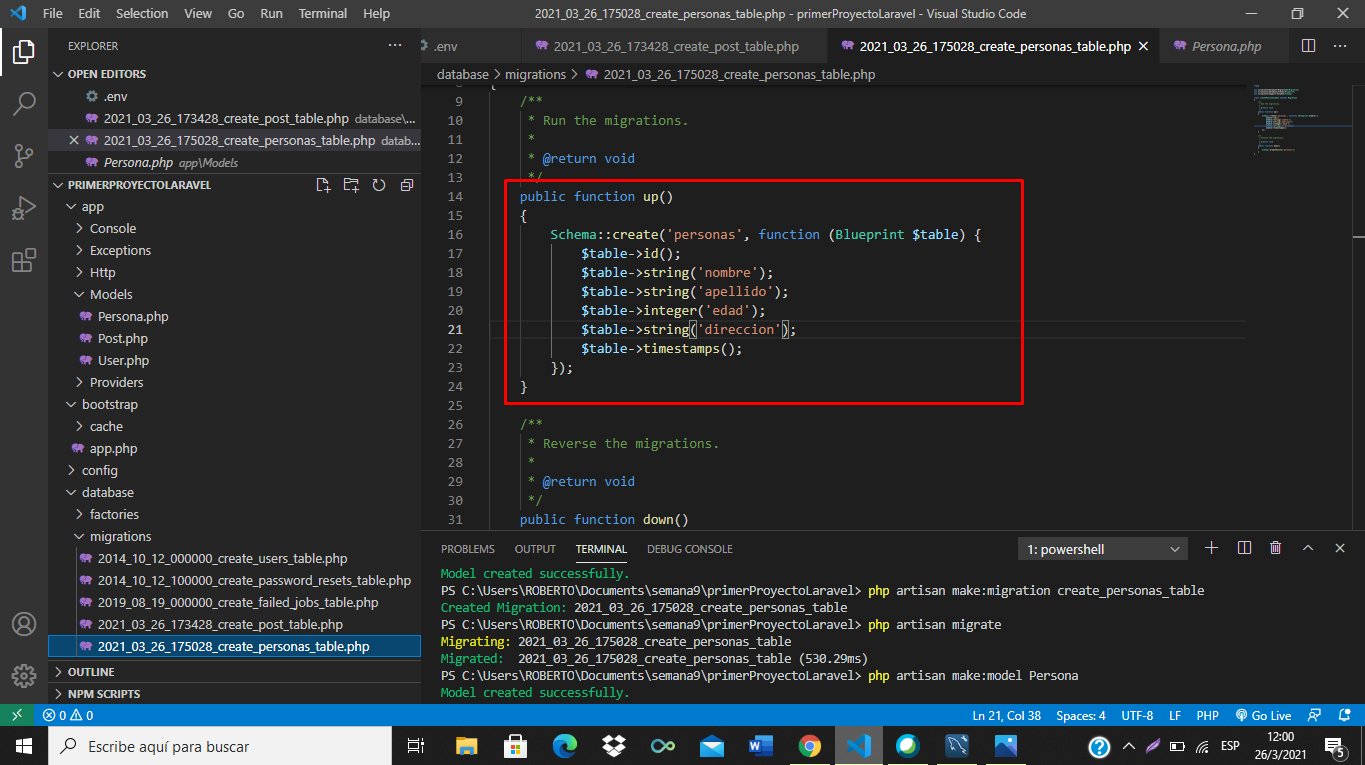 File Edit Selection View Go Run Terminal Help
2021_03_26_175028_create_personas_table.php - primerProyectoLaravel - Visual Studio Code
EXPLORER
OPEN EDITORS
.env
2021_03_26_173428_create_post_table.php database\...
2021_03_26_175028_create_personas_table.php datab...
Persona.php app\Models
PRIMERPROYECTOLARAVEL
app
Console
Exceptions
Http
Models
Persona.php
Post.php
User.php
Providers
bootstrap
cache
app.php
config
database
factories
migrations
2014_10_12_000000_create_users_table.php
2014_10_12_100000_create_password_resets_table.php
2019_08_19_000000_create_failed_jobs_table.php
2021_03_26_173428_create_post_table.php
2021_03_26_175028_create_personas_table.php
OUTLINE
NPM SCRIPTS
.env 2021_03_26_173428_create_post_table.php 2021_03_26_175028_create_personas_table.php Persona.php
database > migrations > 2021_03_26_175028_create_personas_table.php
8 {
9 /**
10 * Run the migrations.
11 *
12 * @return void
13 */
14 public function up()
15 {
16 Schema::create('personas', function (Blueprint $table) {
17 $table->id();
18 $table->string('nombre');
19 $table->string('apellido');
20 $table->integer('edad');
21 $table->string('direccion');
22 $table->timestamps();
23 });
24 }
25
26 /**
27 * Reverse the migrations.
28 *
29 * @return void
30 */
31 public function down()
PROBLEMS OUTPUT TERMINAL DEBUG CONSOLE 1: powershell
Model created successfully.
PS C:\Users\ROBERTO\Documents\semana9\primerProyectoLaravel> php artisan make:migration create_personas_table
Created Migration: 2021_03_26_175028_create_personas_table
PS C:\Users\ROBERTO\Documents\semana9\primerProyectoLaravel> php artisan migrate
Migrating: 2021_03_26_175028_create_personas_table
Migrated: 2021_03_26_175028_create_personas_table (530.29ms)
PS C:\Users\ROBERTO\Documents\semana9\primerProyectoLaravel> php artisan make:model Persona
Model created successfully.
0 0 Ln 21, Col 38 Spaces: 4 UTF-8 LF PHP Go Live
Escribe aquí para buscar
ESP
12:00
26/3/2021
5